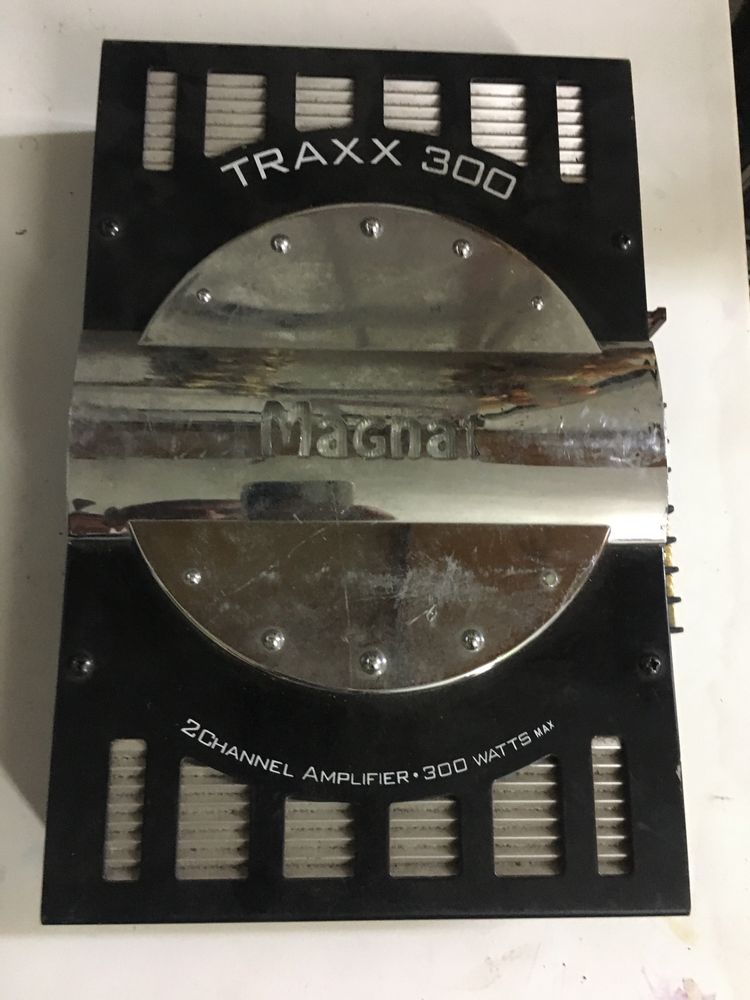 TRAXX 300
Magnat
2 CHANNEL AMPLIFIER • 300 WATTS MAX